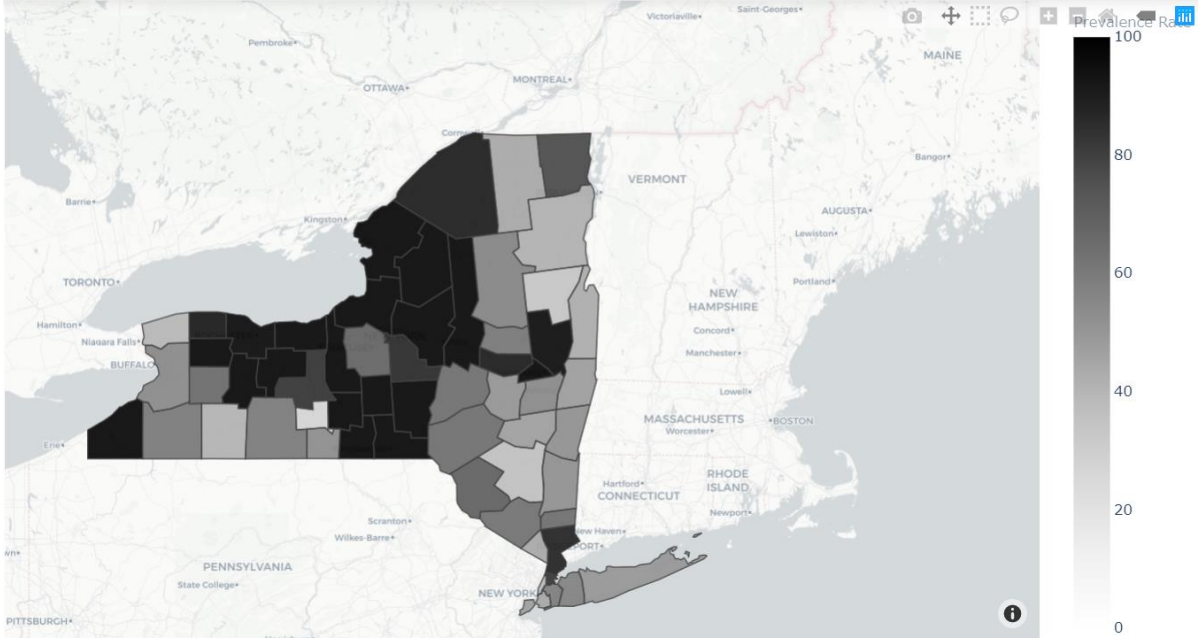 Saint-Georges
Victoriaville
Prevalence Rate
100
Pembroke
MAINE
MONTREAL
OTTAWA
Bangor
80
VERMONT
Barrie
AUGUSTA
Kingston
Lewiston
60
TORONTO
Portland
NEW
HAMPSHIRE
Hamilton
Concord
Niagara Falls
Manchester
BUFFALO
40
Lowell
MASSACHUSETTS
BOSTON
Worcester
Erie
RHODE
ISLAND
Hartford
CONNECTICUT
20
Newport
Scranton
Wilkes-Barre
New Haven
PORT
PENNSYLVANIA
State College
NEW YORK
PITTSBURGH
0